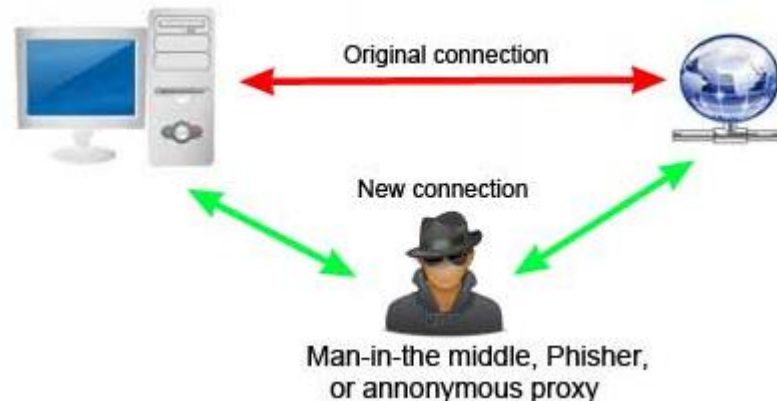 Original connection
New connection
Man-in-the middle, Phisher,
or annonymous proxy